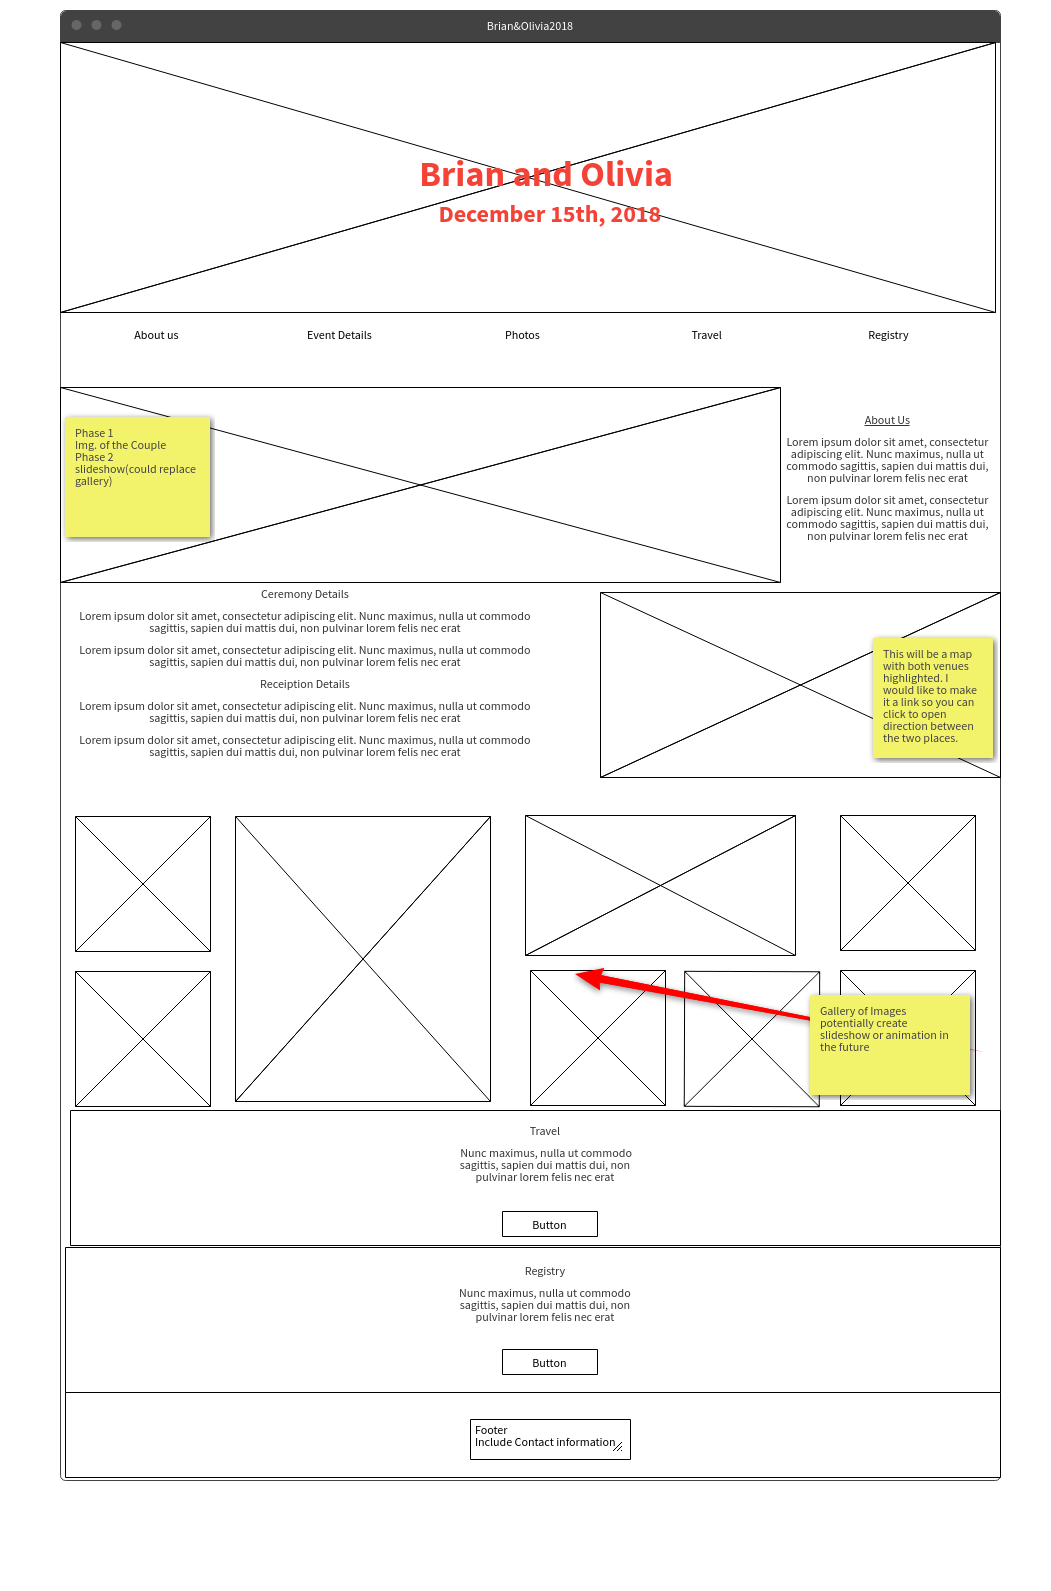 Brian&Olivia2018
Brian and Olivia
December 15th, 2018
About us
Event Details
Photos
Travel
Registry
Phase 1
Img. of the Couple
Phase 2
slideshow(could replace
gallery)
About Us
Lorem ipsum dolor sit amet, consectetur
adipiscing elit. Nunc maximus, nulla ut
commodo sagittis, sapien dui mattis dui,
non pulvinar lorem felis nec erat
Lorem ipsum dolor sit amet, consectetur
adipiscing elit. Nunc maximus, nulla ut
commodo sagittis, sapien dui mattis dui,
non pulvinar lorem felis nec erat
Ceremony Details
Lorem ipsum dolor sit amet, consectetur adipiscing elit. Nunc maximus, nulla ut commodo
sagittis, sapien dui mattis dui, non pulvinar lorem felis nec erat
Lorem ipsum dolor sit amet, consectetur adipiscing elit. Nunc maximus, nulla ut commodo
sagittis, sapien dui mattis dui, non pulvinar lorem felis nec erat
Receiption Details
Lorem ipsum dolor sit amet, consectetur adipiscing elit. Nunc maximus, nulla ut commodo
sagittis, sapien dui mattis dui, non pulvinar lorem felis nec erat
Lorem ipsum dolor sit amet, consectetur adipiscing elit. Nunc maximus, nulla ut commodo
sagittis, sapien dui mattis dui, non pulvinar lorem felis nec erat
This will be a map
with both venues
highlighted. I
would like to make
it a link so you can
click to open
direction between
the two places.
Gallery of Images
potentially create
slideshow or animation in
the future
Travel
Nunc maximus, nulla ut commodo
sagittis, sapien dui mattis dui, non
pulvinar lorem felis nec erat
Button
Registry
Nunc maximus, nulla ut commodo
sagittis, sapien dui mattis dui, non
pulvinar lorem felis nec erat
Button
Footer
Include Contact information